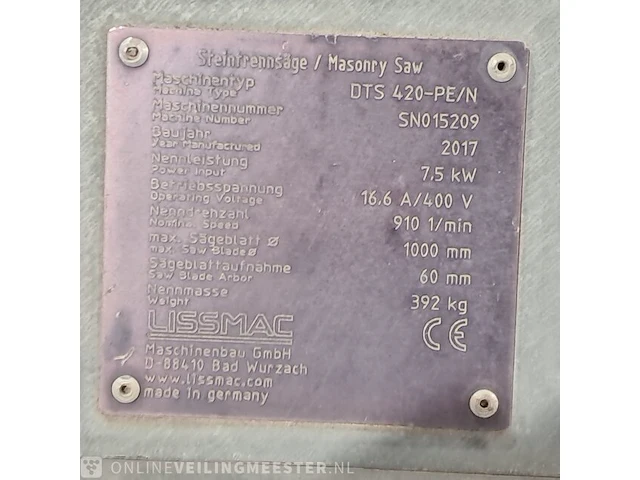 Steintrennsäge / Masonry Saw
Maschinentyp DTS 420-PE/N
Machine Type
Maschinennummer SN015209
Machine Number
Baujahr 2017
Year Manufactured
Nennleistung 7.5 kW
Power Input
Betriebsspannung 16.6 A/400 V
Operating Voltage
Nenndrehzahl 910 1/min
Nominal Speed
max. Sägeblatt Ø 1000 mm
max. Saw Blade Ø
Sägeblattaufnahme 60 mm
Saw Blade Arbor
Nennmasse 392 kg
Weight
LISSMAC CE
Maschinenbau GmbH
D-88410 Bad Wurzach
www.lissmac.com
made in germany
ONLINEVEILINGMEESTER.NL